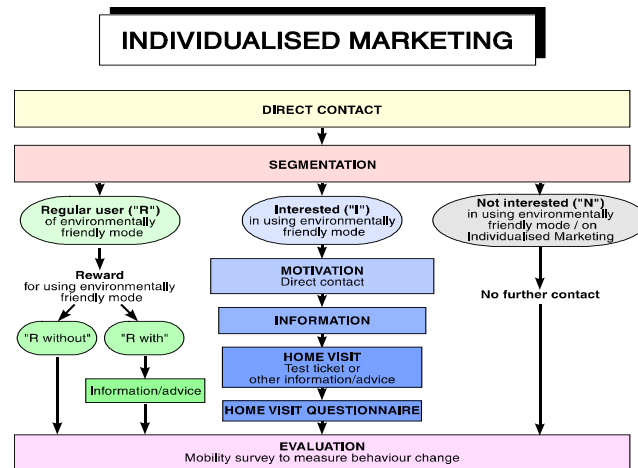 INDIVIDUALISED MARKETING
DIRECT CONTACT
SEGMENTATION
Regular user ("R")
of environmentally
friendly mode
Interested ("I")
in using environmentally
friendly mode
Not interested ("N")
in using environmentally
friendly mode / on
Individualised Marketing
Reward
for using environmentally
friendly mode
MOTIVATION
Direct contact
No further contact
INFORMATION
"R without"
"R with"
HOME VISIT
Test ticket or
other information/advice
Information/advice
HOME VISIT QUESTIONNAIRE
EVALUATION
Mobility survey to measure behaviour change